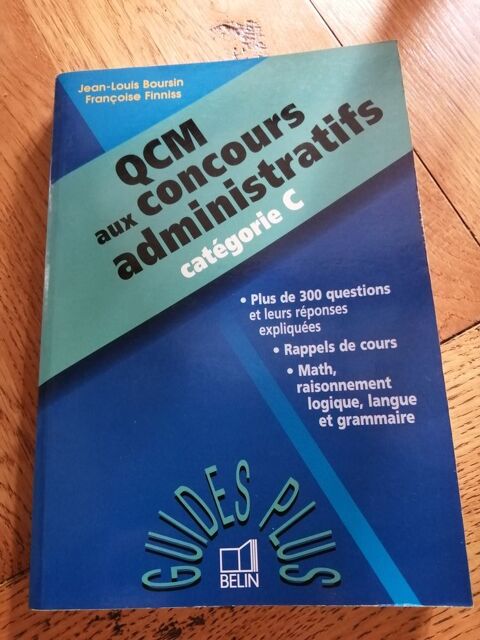 Jean-Louis Boursin
Françoise Finniss
QCM
aux concours
administratifs
catégorie C
• Plus de 300 questions
et leurs réponses
expliquées
• Rappels de cours
• Math,
raisonnement
logique, langue
et grammaire
GUIDES PLUS
BELIN